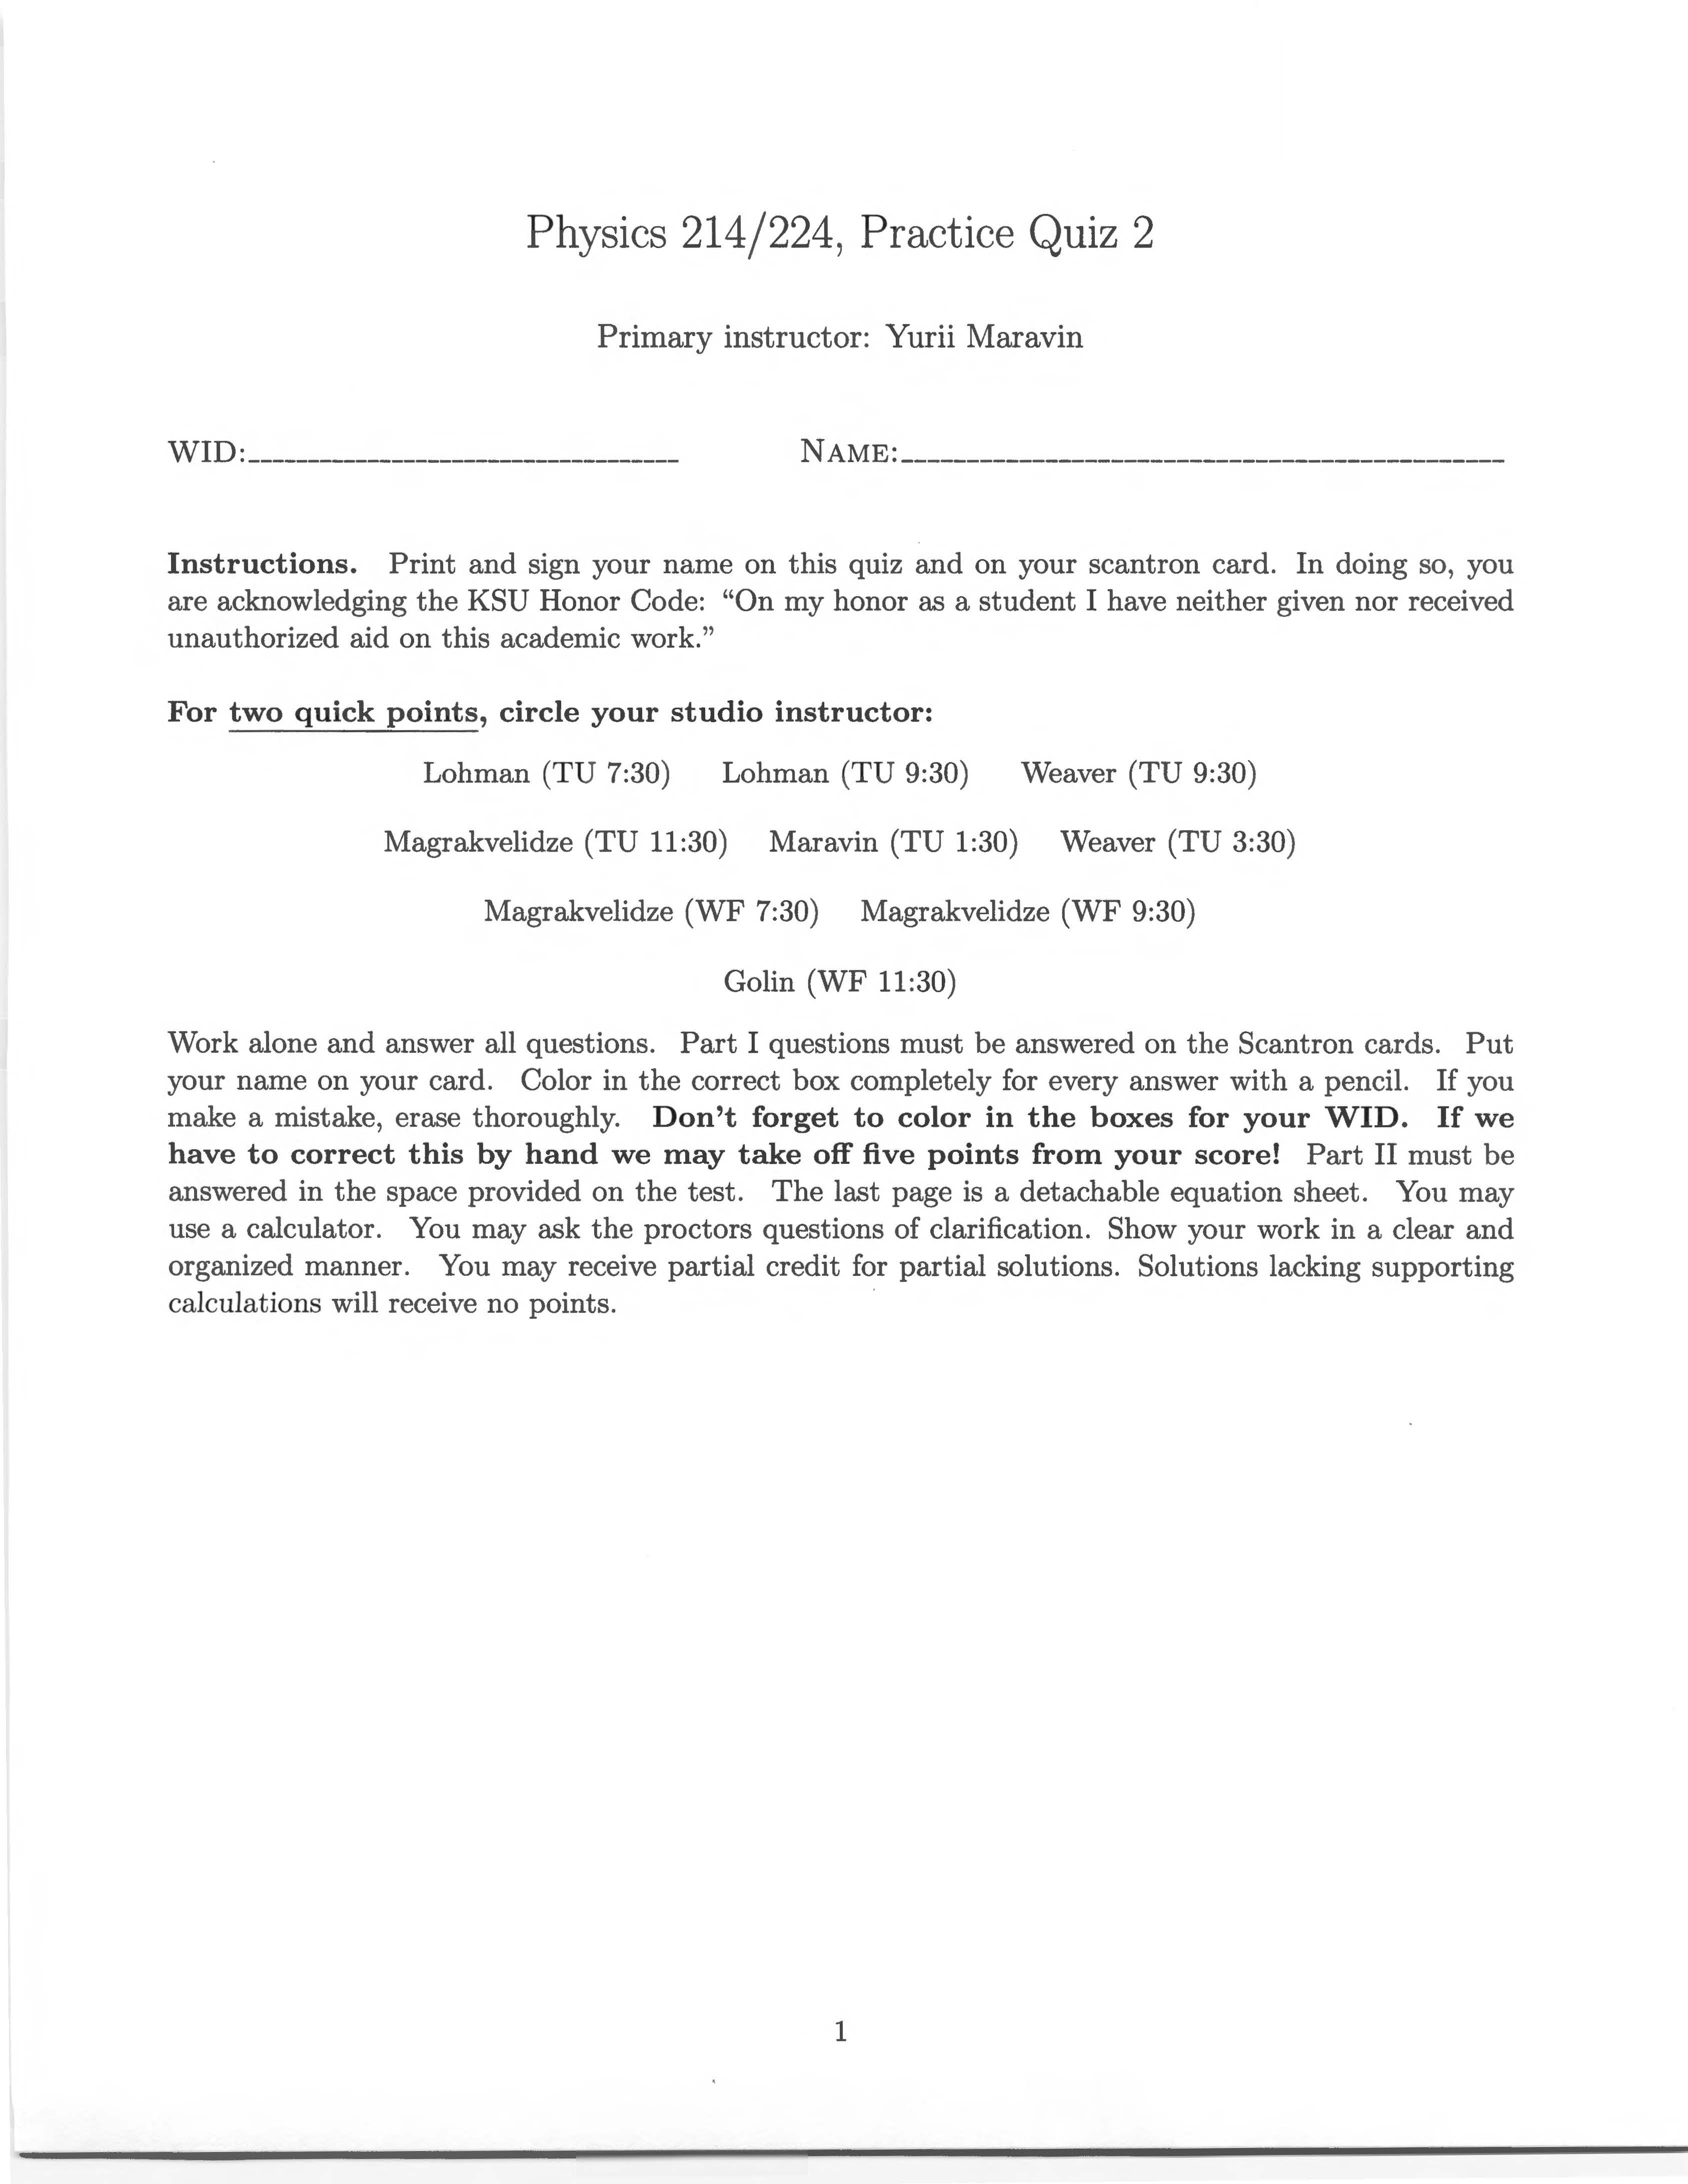 Physics 214/224, Practice Quiz 2
Primary instructor: Yurii Maravin
WID: NAME:
Instructions. Print and sign your name on this quiz and on your scantron card. In doing so, you
are acknowledging the KSU Honor Code: “On my honor as a student I have neither given nor received
unauthorized aid on this academic work.”
For two quick points, circle your studio instructor:
Lohman (TU 7:30) Lohman (TU 9:30) Weaver (TU 9:30)
Magrakvelidze (TU 11:30) Maravin (TU 1:30) Weaver (TU 3:30)
Magrakvelidze (WF 7:30) Magrakvelidze (WF 9:30)
Golin (WF 11:30)
Work alone and answer all questions. Part I questions must be answered on the Scantron cards. Put
your name on your card. Color in the correct box completely for every answer with a pencil. If you
make a mistake, erase thoroughly. Don’t forget to color in the boxes for your WID. If we
have to correct this by hand we may take off five points from your score! Part II must be
answered in the space provided on the test. The last page is a detachable equation sheet. You may
use a calculator. You may ask the proctors questions of clarification. Show your work in a clear and
organized manner. You may receive partial credit for partial solutions. Solutions lacking supporting
calculations will receive no points.
1